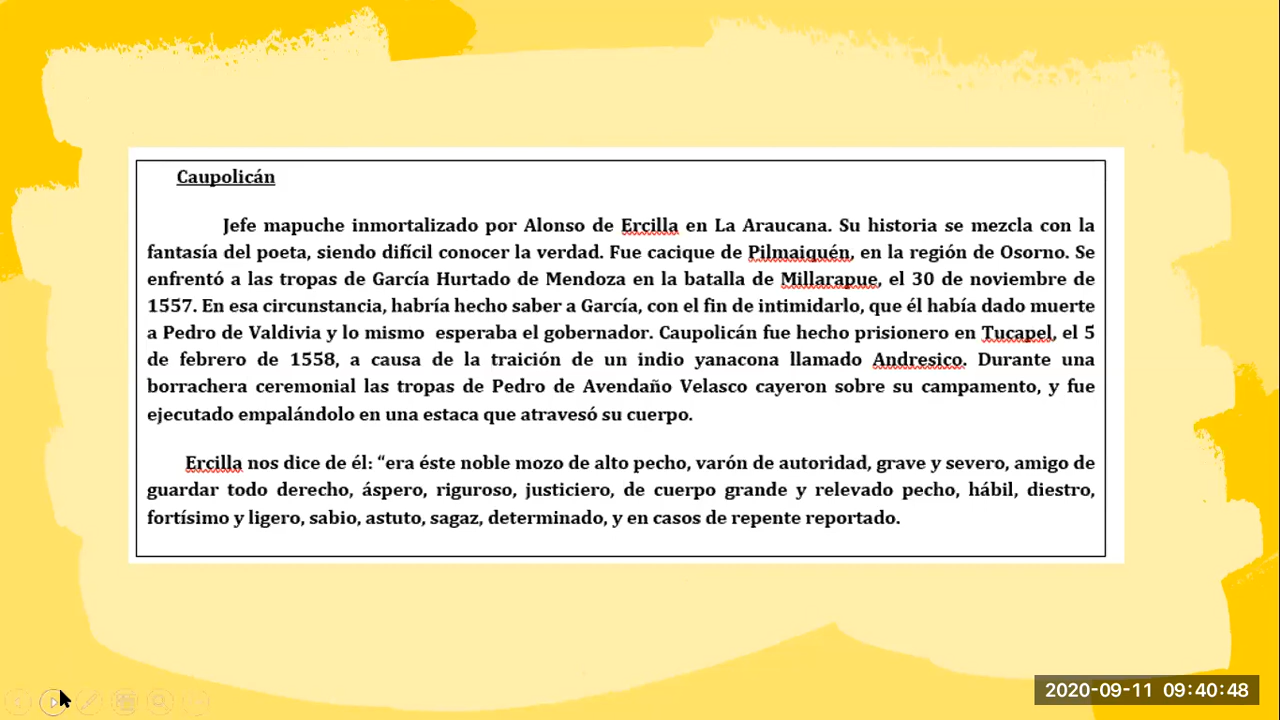 Caupolicán
Jefe mapuche inmortalizado por Alonso de Ercilla en La Araucana. Su historia se mezcla con la
fantasía del poeta, siendo difícil conocer la verdad. Fue cacique de Pilmaiquén, en la región de Osorno. Se
enfrentó a las tropas de García Hurtado de Mendoza en la batalla de Millarapue, el 30 de noviembre de
1557. En esa circunstancia, habría hecho saber a García, con el fin de intimidarlo, que él había dado muerte
a Pedro de Valdivia y lo mismo esperaba el gobernador. Caupolicán fue hecho prisionero en Tucapel, el 5
de febrero de 1558, a causa de la traición de un indio yanacona llamado Andresico. Durante una
borrachera ceremonial las tropas de Pedro de Avendaño Velasco cayeron sobre su campamento, y fue
ejecutado empalándolo en una estaca que atravesó su cuerpo.
Ercilla nos dice de él: “era éste noble mozo de alto pecho, varón de autoridad, grave y severo, amigo de
guardar todo derecho, áspero, riguroso, justiciero, de cuerpo grande y relevado pecho, hábil, diestro,
fortísimo y ligero, sabio, astuto, sagaz, determinado, y en casos de repente reportado.
2020-09-11 09:40:48